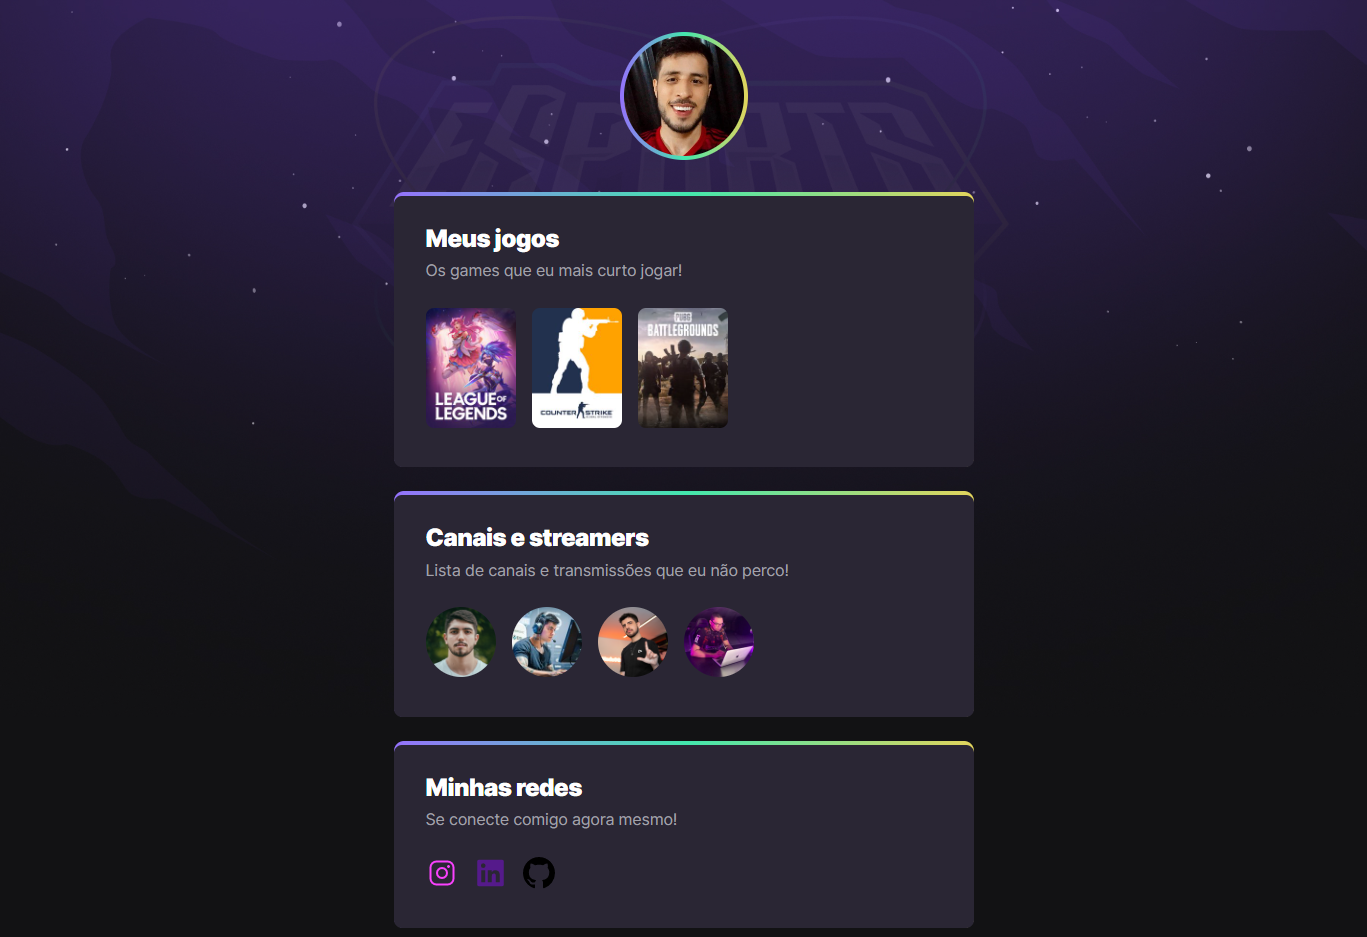 ESPORTS
Meus jogos
Os games que eu mais curto jogar!
LEAGUE OF
LEGENDS
COUNTER STRIKE
PUBG
BATTLEGROUNDS
Canais e streamers
Lista de canais e transmissões que eu não perco!
Minhas redes
Se conecte comigo agora mesmo!
in